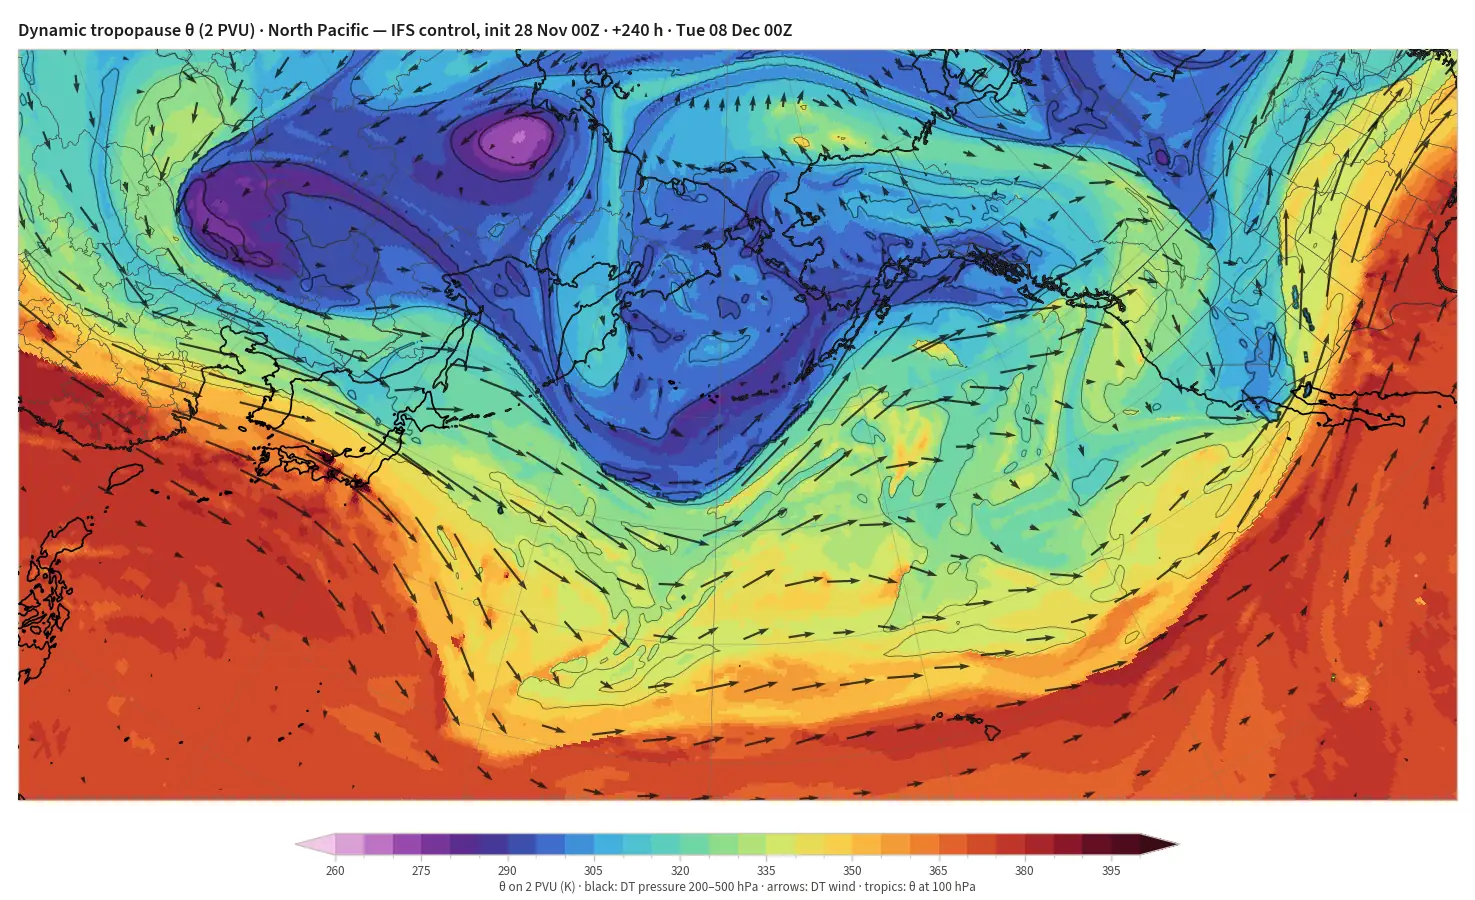 Dynamic tropopause θ (2 PVU) · North Pacific — IFS control, init 28 Nov 00Z · +240 h · Tue 08 Dec 00Z
260 275 290 305 320 335 350 365 380 395
θ on 2 PVU (K) · black: DT pressure 200–500 hPa · arrows: DT wind · tropics: θ at 100 hPa